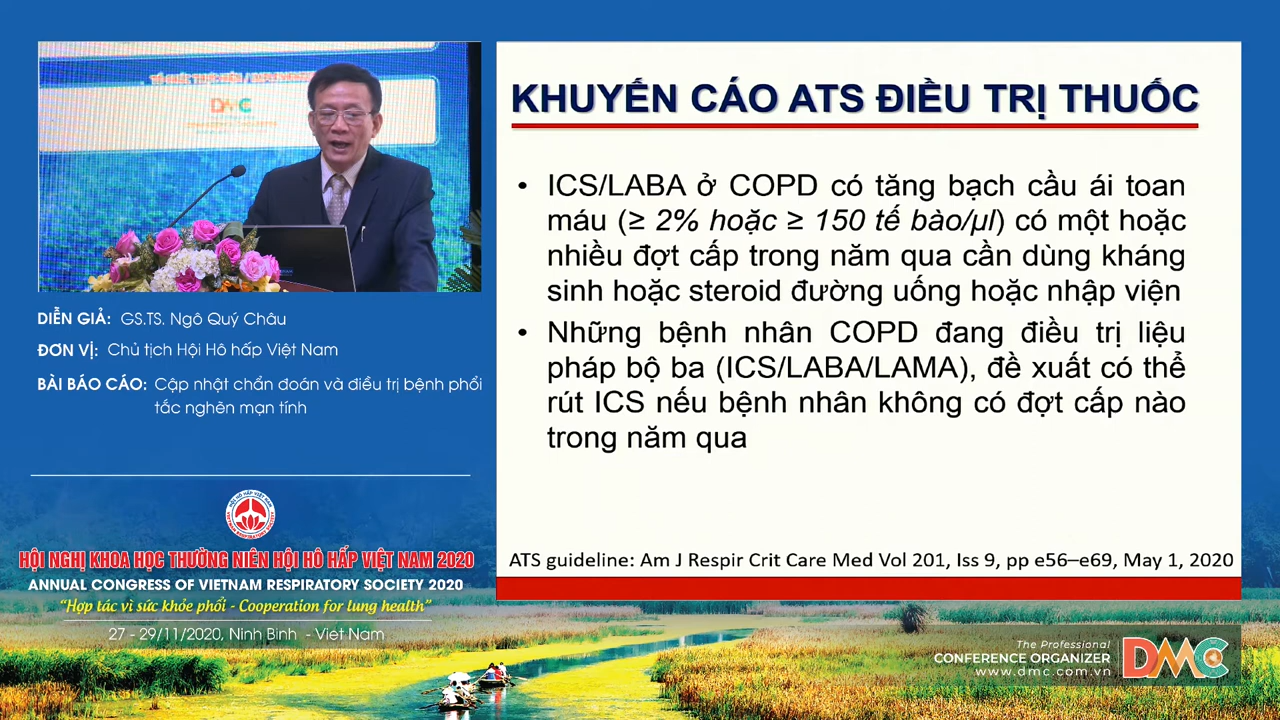 TỔ CHỨC THỰC HIỆN /
DMC
KHUYẾN CÁO ATS ĐIỀU TRỊ THUỐC
• ICS/LABA ở COPD có tăng bạch cầu ái toan
máu (≥ 2% hoặc ≥ 150 tế bào/µl) có một hoặc
nhiều đợt cấp trong năm qua cần dùng kháng
sinh hoặc steroid đường uống hoặc nhập viện
• Những bệnh nhân COPD đang điều trị liệu
pháp bộ ba (ICS/LABA/LAMA), đề xuất có thể
rút ICS nếu bệnh nhân không có đợt cấp nào
trong năm qua
ATS guideline: Am J Respir Crit Care Med Vol 201, Iss 9, pp e56–e69, May 1, 2020
DIỄN GIẢ: GS.TS. Ngô Quý Châu
ĐƠN VỊ: Chủ tịch Hội Hô hấp Việt Nam
BÀI BÁO CÁO: Cập nhật chẩn đoán và điều trị bệnh phổi
tắc nghẽn mạn tính
HỘI NGHỊ KHOA HỌC THƯỜNG NIÊN HỘI HÔ HẤP VIỆT NAM 2020
ANNUAL CONGRESS OF VIETNAM RESPIRATORY SOCIETY 2020
“Hợp tác vì sức khỏe phổi - Cooperation for lung health”
27 - 29/11/2020, Ninh Bình - Việt Nam
The Professional
CONFERENCE ORGANIZER
www.dmc.com.vn
DMC